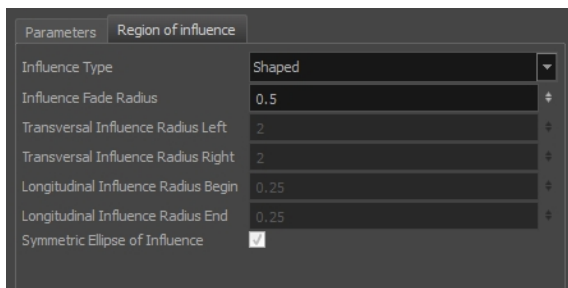 Parameters Region of influence
Influence Type Shaped
Influence Fade Radius 0.5
Transversal Influence Radius Left 2
Transversal Influence Radius Right 2
Longitudinal Influence Radius Begin 0.25
Longitudinal Influence Radius End 0.25
Symmetric Ellipse of Influence